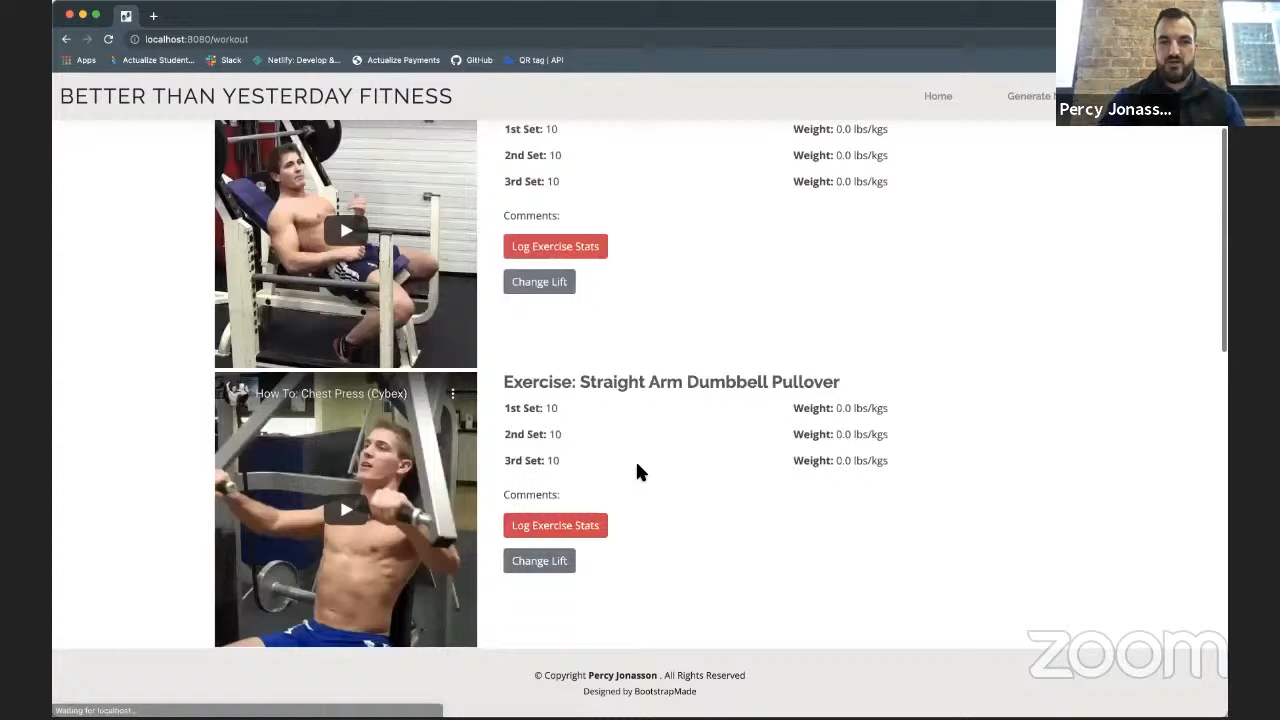 localhost:8080/workout
Apps
Actualize Student...
Slack
Netlify: Develop &...
Actualize Payments
GitHub
QR tag | API
BETTER THAN YESTERDAY FITNESS
Home
Generate
Percy Jonass...
1st Set: 10
Weight: 0.0 lbs/kgs
2nd Set: 10
Weight: 0.0 lbs/kgs
3rd Set: 10
Weight: 0.0 lbs/kgs
Comments:
Log Exercise Stats
Change Lift
How To: Chest Press (Cybex)
Exercise: Straight Arm Dumbbell Pullover
1st Set: 10
Weight: 0.0 lbs/kgs
2nd Set: 10
Weight: 0.0 lbs/kgs
3rd Set: 10
Weight: 0.0 lbs/kgs
Comments:
Log Exercise Stats
Change Lift
zoom
© Copyright Percy Jonasson . All Rights Reserved
Designed by BootstrapMade
Waiting for localhost...